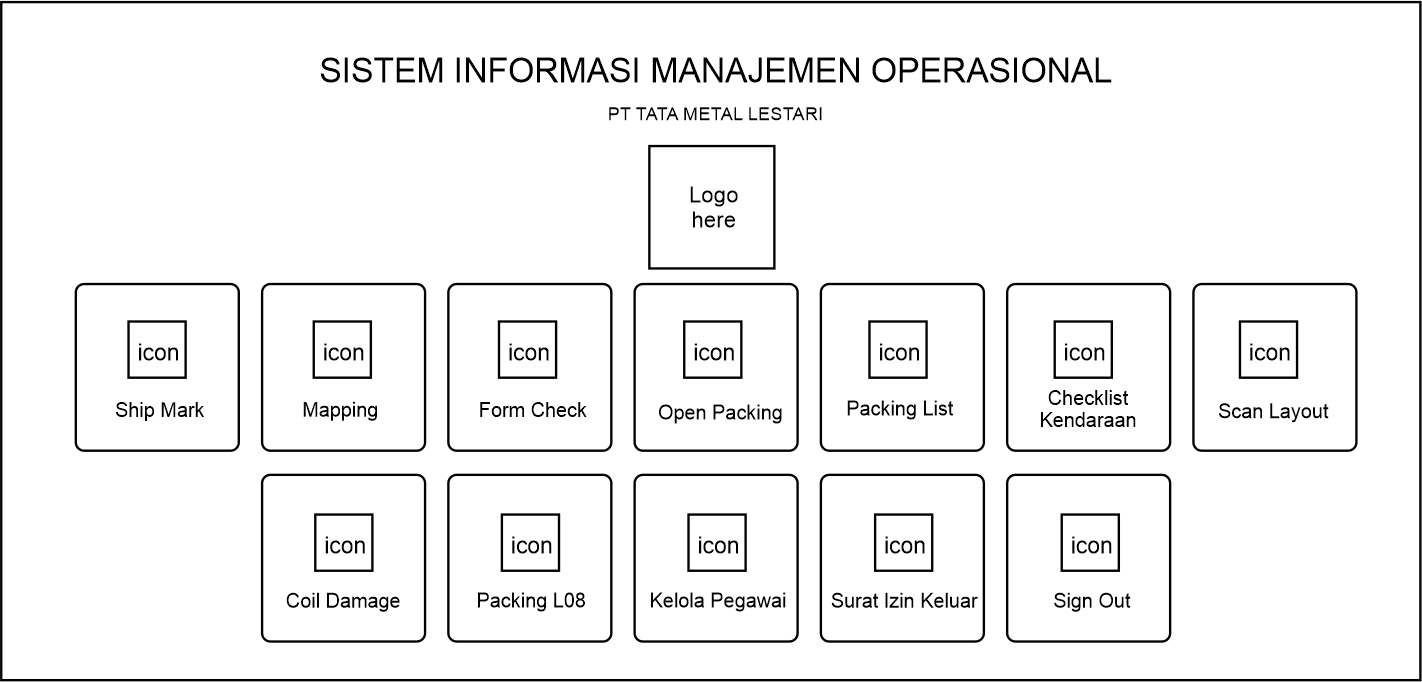 SISTEM INFORMASI MANAJEMEN OPERASIONAL
PT TATA METAL LESTARI
Logo
here
icon
Ship Mark
icon
Mapping
icon
Form Check
icon
Open Packing
icon
Packing List
icon
Checklist
Kendaraan
icon
Scan Layout
icon
Coil Damage
icon
Packing L08
icon
Kelola Pegawai
icon
Surat Izin Keluar
icon
Sign Out